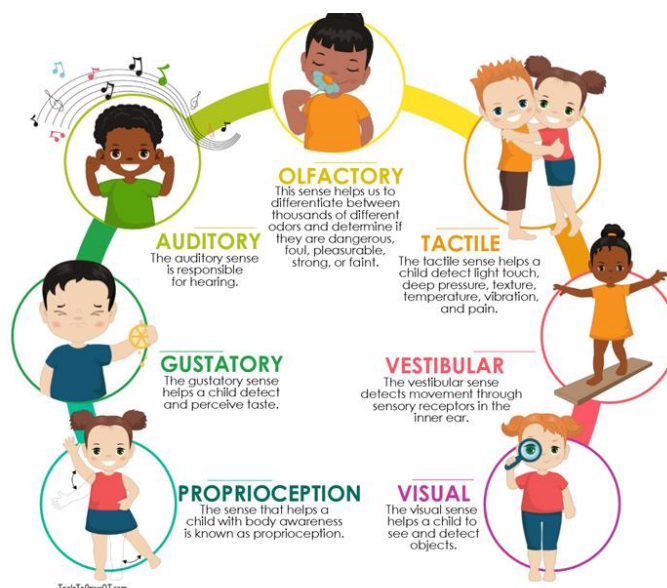 OLFACTORY
This sense helps us to
differentiate between
thousands of different
odors and determine if
they are dangerous,
foul, pleasurable,
strong, or faint.
AUDITORY
The auditory sense
is responsible
for hearing.
TACTILE
The tactile sense helps a
child detect light touch,
deep pressure, texture,
temperature, vibration,
and pain.
GUSTATORY
The gustatory sense
helps a child detect
and perceive taste.
VESTIBULAR
The vestibular sense
detects movement through
sensory receptors in the
inner ear.
PROPRIOCEPTION
The sense that helps a
child with body awareness
is known as proprioception.
VISUAL
The visual sense
helps a child to
see and detect
objects.